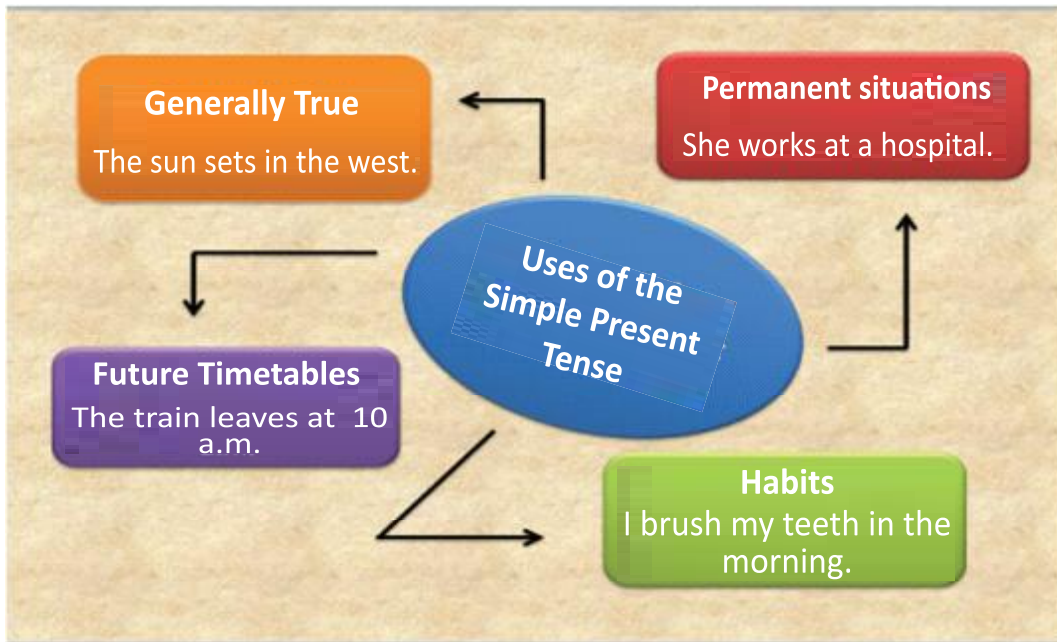 Generally True
The sun sets in the west.
Permanent situations
She works at a hospital.
Uses of the
Simple Present
Tense
Future Timetables
The train leaves at 10
a.m.
Habits
I brush my teeth in the
morning.